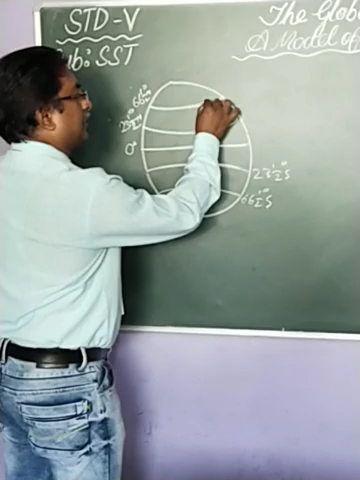 STD-V
Sub: SST
The Glob
A Model of
66½°N
23½°N
0°
23½°S
66½°S